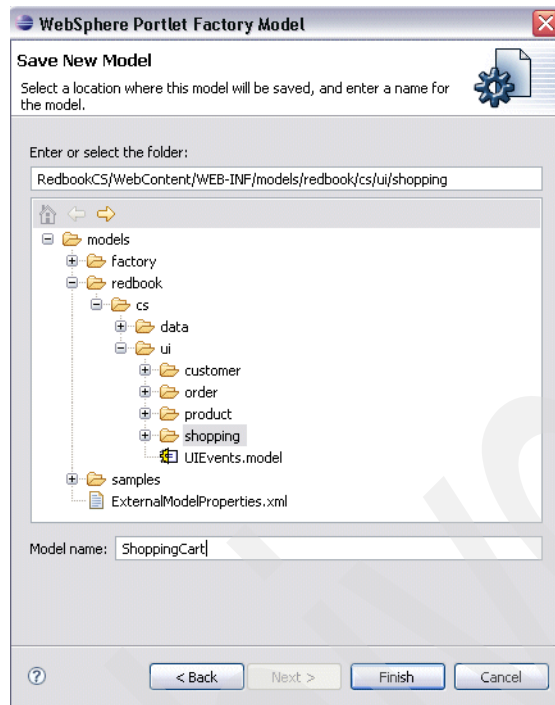 WebSphere Portlet Factory Model
Save New Model
Select a location where this model will be saved, and enter a name for
the model.
Enter or select the folder:
RedbookCS/WebContent/WEB-INF/models/redbook/cs/ui/shopping
models
factory
redbook
cs
data
ui
customer
order
product
shopping
UIEvents.model
samples
ExternalModelProperties.xml
Model name: ShoppingCart
< Back Next > Finish Cancel